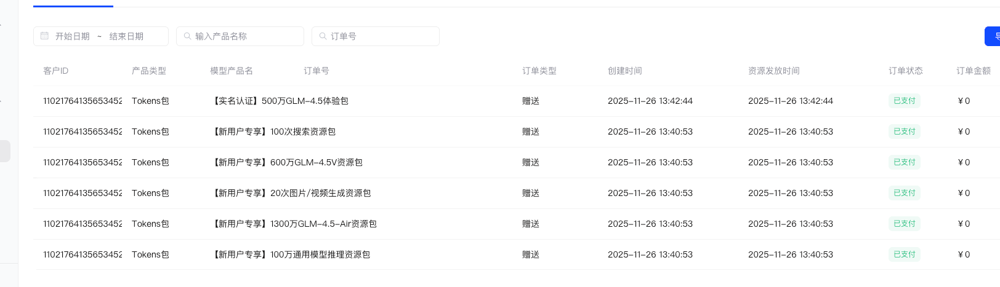 开始日期 ~ 结束日期 输入产品名称 订单号
客户ID 产品类型 模型产品名 订单号 订单类型 创建时间 资源发放时间 订单状态 订单金额
11021764135653452 Tokens包 【实名认证】500万GLM-4.5体验包 赠送 2025-11-26 13:42:44 2025-11-26 13:42:44 已支付 ¥0
11021764135653452 Tokens包 【新用户专享】100次搜索资源包 赠送 2025-11-26 13:40:53 2025-11-26 13:40:53 已支付 ¥0
11021764135653452 Tokens包 【新用户专享】600万GLM-4.5V资源包 赠送 2025-11-26 13:40:53 2025-11-26 13:40:53 已支付 ¥0
11021764135653452 Tokens包 【新用户专享】20次图片/视频生成资源包 赠送 2025-11-26 13:40:53 2025-11-26 13:40:53 已支付 ¥0
11021764135653452 Tokens包 【新用户专享】1300万GLM-4.5-Air资源包 赠送 2025-11-26 13:40:53 2025-11-26 13:40:53 已支付 ¥0
11021764135653452 Tokens包 【新用户专享】100万通用模型推理资源包 赠送 2025-11-26 13:40:53 2025-11-26 13:40:53 已支付 ¥0